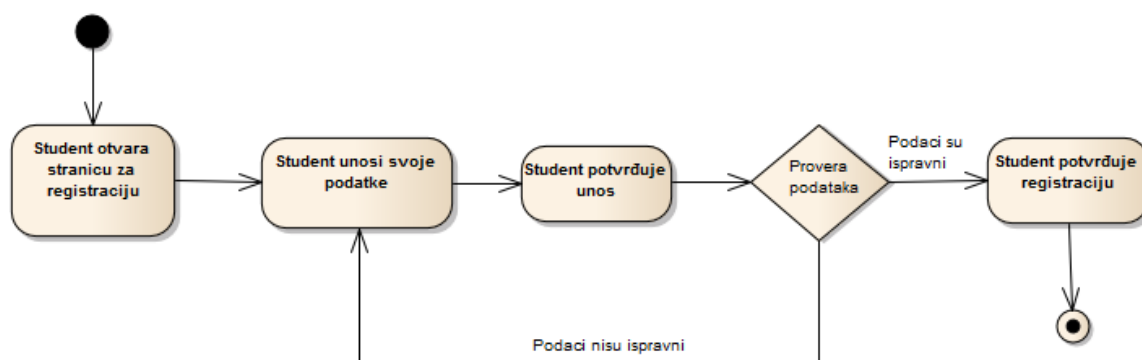 Student otvara
stranicu za
registraciju
Student unosi svoje
podatke
Student potvrđuje
unos
Provera
podataka
Podaci su
ispravni
Student potvrđuje
registraciju
Podaci nisu ispravni